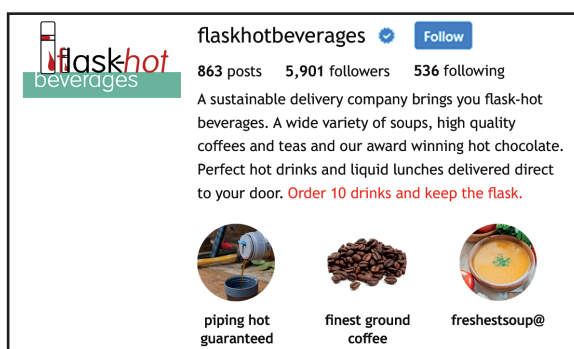 flask-hot
beverages
flaskhotbeverages
Follow
863 posts 5,901 followers 536 following
A sustainable delivery company brings you flask-hot
beverages. A wide variety of soups, high quality
coffees and teas and our award winning hot chocolate.
Perfect hot drinks and liquid lunches delivered direct
to your door. Order 10 drinks and keep the flask.
piping hot
guaranteed
finest ground
coffee
freshestsoup@